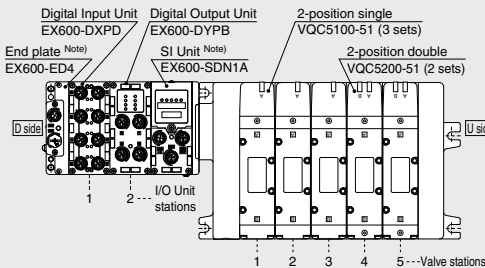 Digital Input Unit
EX600-DXPD
Digital Output Unit
EX600-DYPB
2-position single
VQC5100-51 (3 sets)
End plate Note)
EX600-ED4
SI Unit Note)
EX600-SDN1A
2-position double
VQC5200-51 (2 sets)
D side
U sid
1
2
I/O Unit
stations
1 2 3 4 5 Valve stations